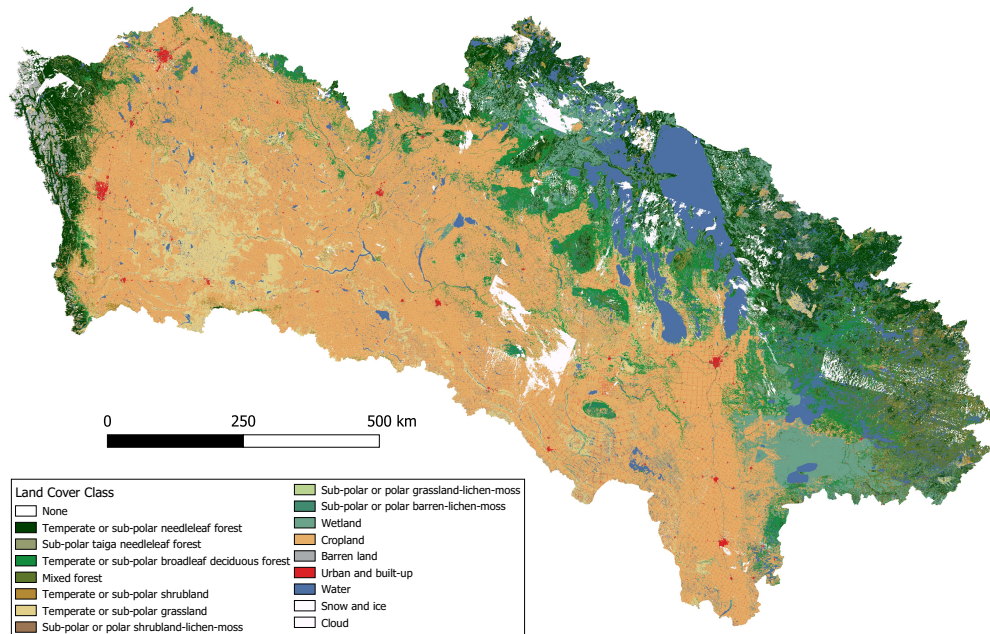 0 250 500 km
Land Cover Class
None
Temperate or sub-polar needleleaf forest
Sub-polar taiga needleleaf forest
Temperate or sub-polar broadleaf deciduous forest
Mixed forest
Temperate or sub-polar shrubland
Temperate or sub-polar grassland
Sub-polar or polar shrubland-lichen-moss
Sub-polar or polar grassland-lichen-moss
Sub-polar or polar barren-lichen-moss
Wetland
Cropland
Barren land
Urban and built-up
Water
Snow and ice
Cloud